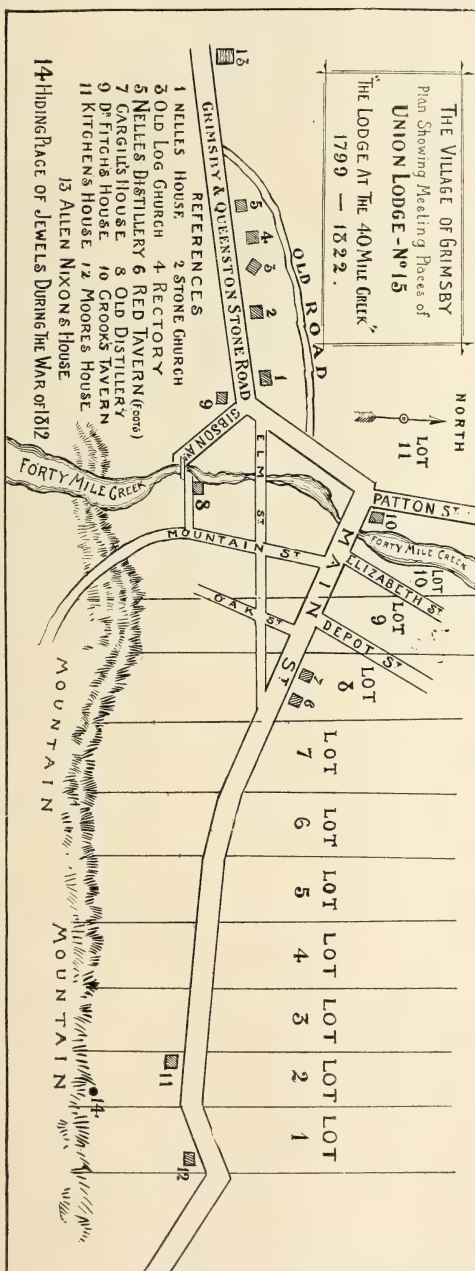 THE VILLAGE OF GRIMSBY
Plan Showing Meeting Places of
UNION LODGE - No 15
"THE LODGE AT THE 40 MILE CREEK"
1799 — 1822.
NORTH
LOT
11
13
GRIMSBY & QUEENSTON STONE ROAD
OLD ROAD
5
4
3
2
1
9
GIBSON AVE
ELM ST
8
FORTY MILE CREEK
MOUNTAIN ST
OAK ST
PATTON ST.
10
FORTY MILE CREEK
MAIN ST
ELIZABETH ST.
DEPOT ST
LOT
10
LOT
9
LOT
8
7
6
LOT
7
LOT
6
LOT
5
LOT
4
LOT
3
LOT
2
LOT
1
11
12
14.
MOUNTAIN
MOUNTAIN
REFERENCES
1 NELLES HOUSE 2 STONE CHURCH
3 OLD LOG CHURCH 4 RECTORY
5 NELLES DISTILLERY 6 RED TAVERN (FOOTS)
7 CARGILLS HOUSE 8 OLD DISTILLERY
9 DR FITCHS HOUSE 10 CROOKS TAVERN
11 KITCHENS HOUSE 12 MOORES HOUSE
13 ALLEN NIXONS HOUSE
14 HIDING PLACE OF JEWELS DURING THE WAR OF 1812